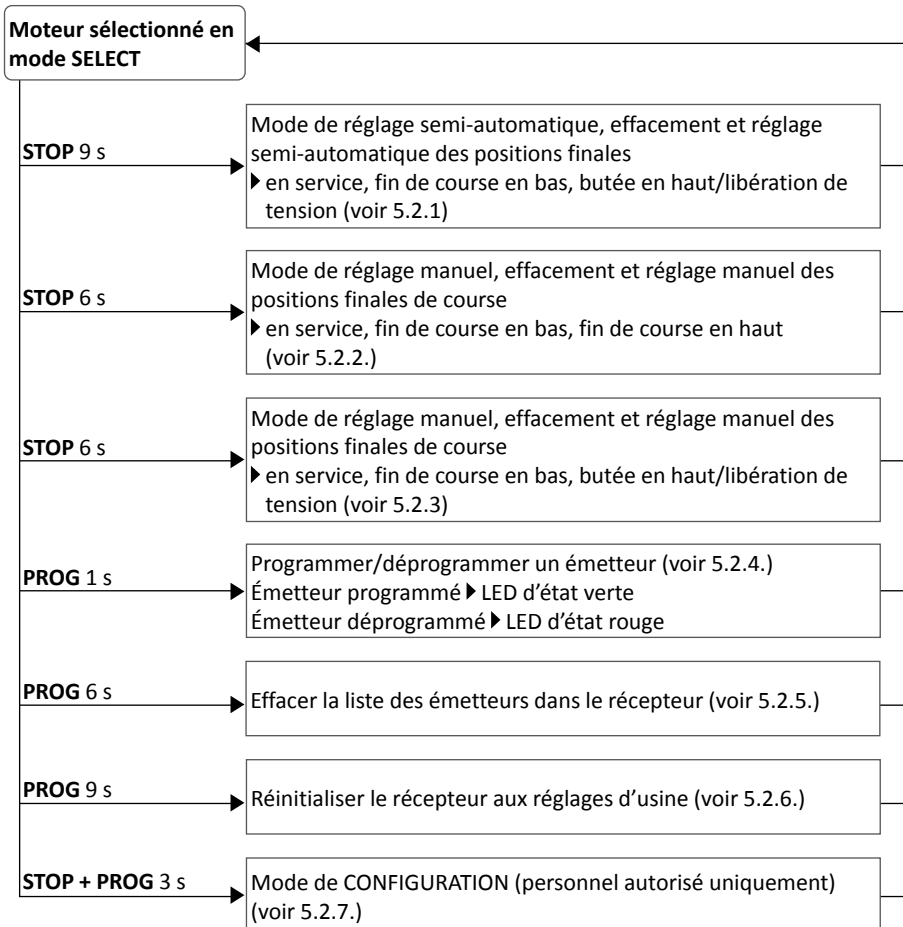 Moteur sélectionné en
mode SELECT
STOP 9 s
Mode de réglage semi-automatique, effacement et réglage
semi-automatique des positions finales
en service, fin de course en bas, butée en haut/libération de
tension (voir 5.2.1)
STOP 6 s
Mode de réglage manuel, effacement et réglage manuel des
positions finales de course
en service, fin de course en bas, fin de course en haut
(voir 5.2.2.)
STOP 6 s
Mode de réglage manuel, effacement et réglage manuel des
positions finales de course
en service, fin de course en bas, butée en haut/libération de
tension (voir 5.2.3)
PROG 1 s
Programmer/déprogrammer un émetteur (voir 5.2.4.)
Émetteur programmé LED d’état verte
Émetteur déprogrammé LED d’état rouge
PROG 6 s
Effacer la liste des émetteurs dans le récepteur (voir 5.2.5.)
PROG 9 s
Réinitialiser le récepteur aux réglages d’usine (voir 5.2.6.)
STOP + PROG 3 s
Mode de CONFIGURATION (personnel autorisé uniquement)
(voir 5.2.7.)